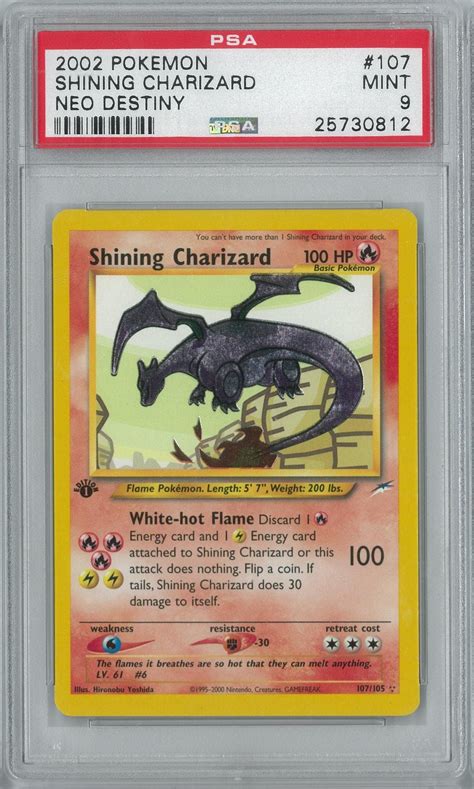 PSA
2002 POKEMON #107
SHINING CHARIZARD MINT
NEO DESTINY 9
PSA
25730812
You can't have more than 1 Shining Charizard in your deck.
Shining Charizard 100 HP
Basic Pokémon
EDITION
1
Flame Pokémon. Length: 5' 7", Weight: 200 lbs.
White-hot Flame Discard 1
Energy card and 1 Energy card
attached to Shining Charizard or this
attack does nothing. Flip a coin. If
tails, Shining Charizard does 30
damage to itself.
100
weakness resistance retreat cost
-30
The flames it breathes are so hot that they can melt anything.
LV. 61 #6
Illus. Hironobu Yoshida
©1995-2000 Nintendo, Creatures, GAMEFREAK.
107/105